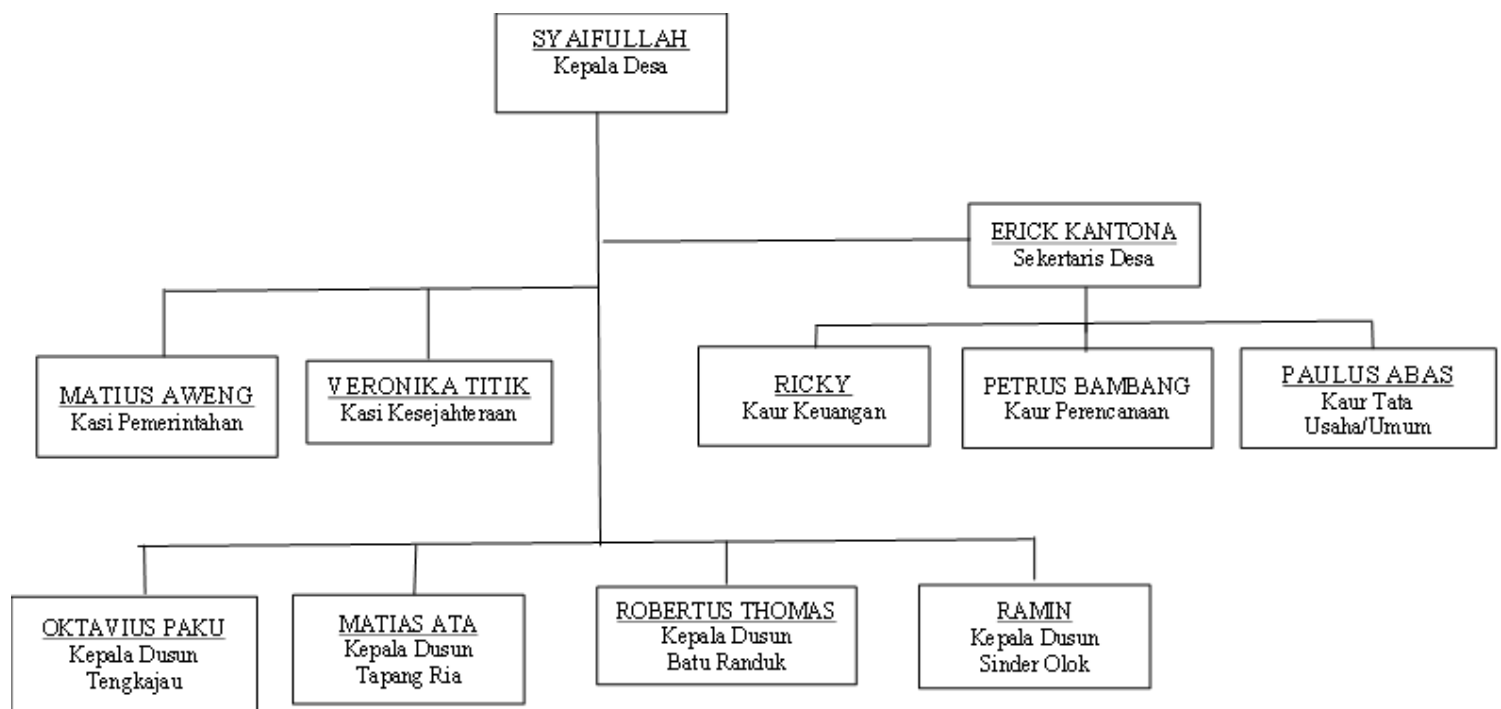 SYAIFULLAH
Kepala Desa
ERICK KANTONA
Sekertaris Desa
MATIUS AWENG
Kasi Pemerintahan
VERONIKA TITIK
Kasi Kesejahteraan
RICKY
Kaur Keuangan
PETRUS BAMBANG
Kaur Perencanaan
PAULUS ABAS
Kaur Tata
Usaha/Umum
OKTAVIUS PAKU
Kepala Dusun
Tengkajau
MATIAS ATA
Kepala Dusun
Tapang Ria
ROBERTUS THOMAS
Kepala Dusun
Batu Randuk
RAMIN
Kepala Dusun
Sinder Olok